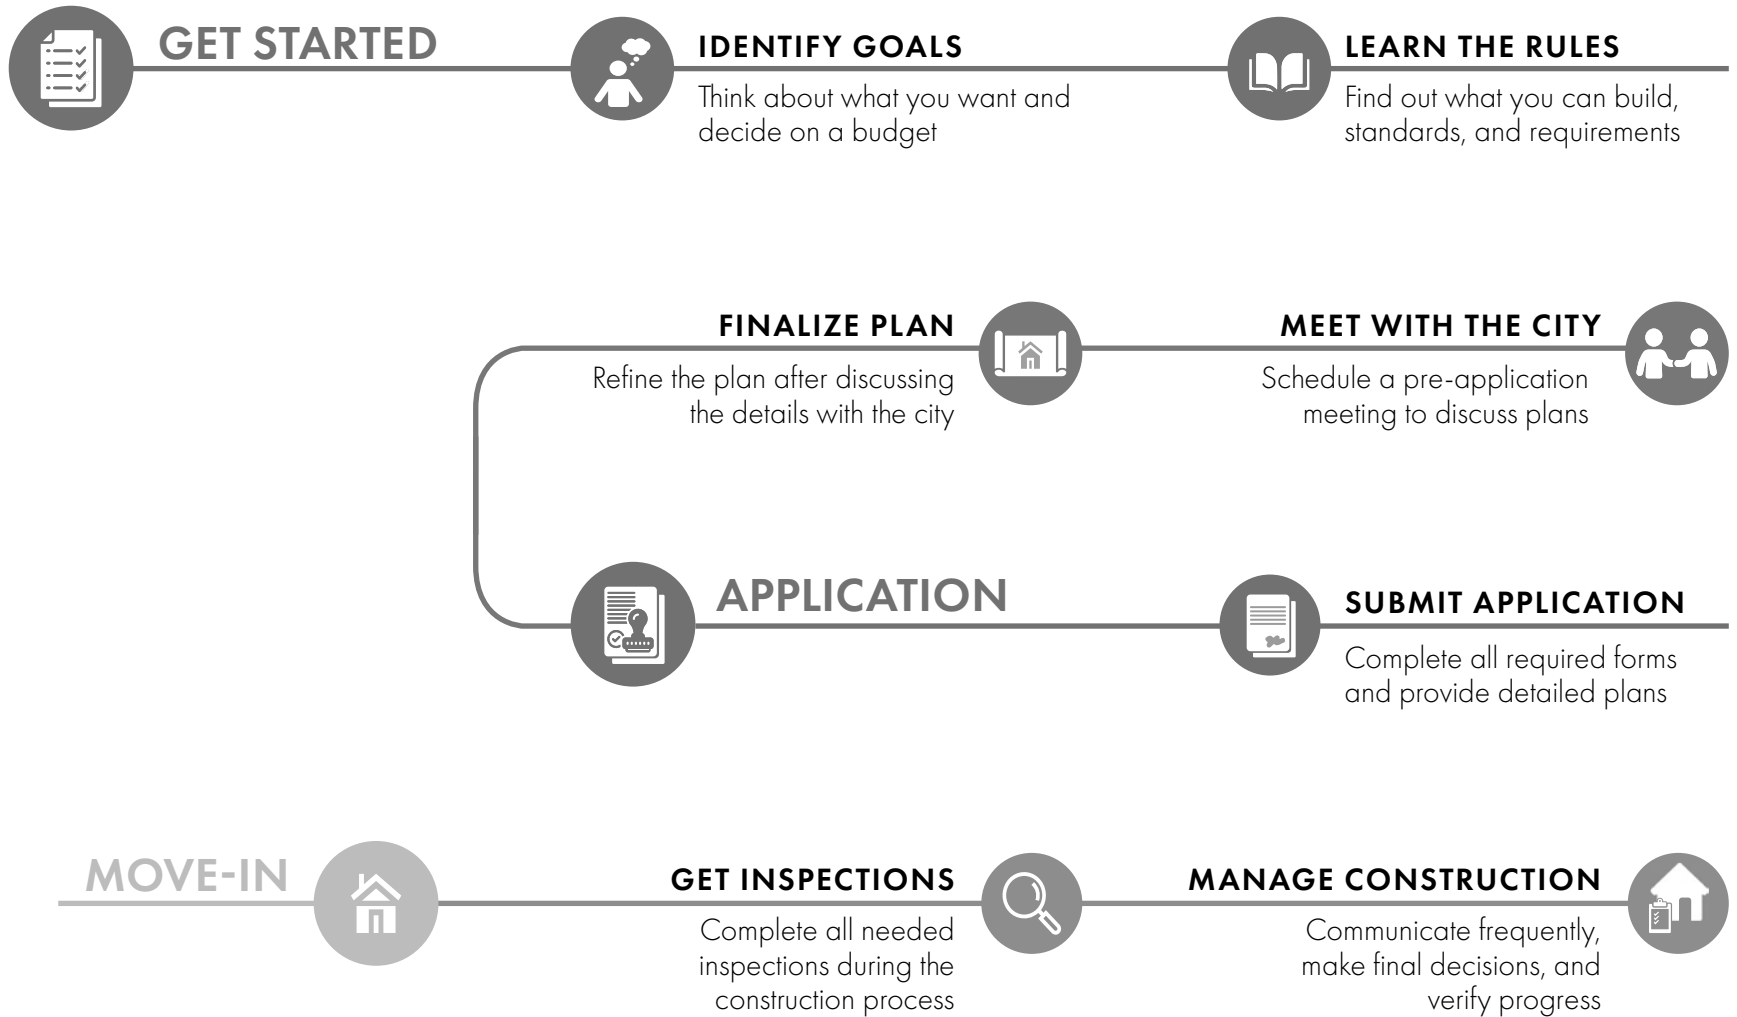 GET STARTED
IDENTIFY GOALS
Think about what you want and
decide on a budget
LEARN THE RULES
Find out what you can build,
standards, and requirements
MEET WITH THE CITY
Schedule a pre-application
meeting to discuss plans
FINALIZE PLAN
Refine the plan after discussing
the details with the city
APPLICATION
SUBMIT APPLICATION
Complete all required forms
and provide detailed plans
MANAGE CONSTRUCTION
Communicate frequently,
make final decisions, and
verify progress
GET INSPECTIONS
Complete all needed
inspections during the
construction process
MOVE-IN